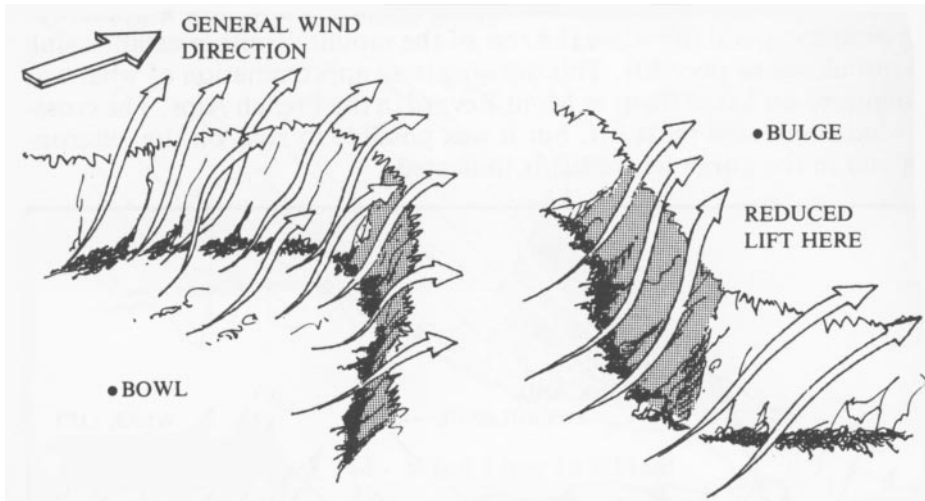 GENERAL WIND
DIRECTION
• BOWL
• BULGE
REDUCED
LIFT HERE